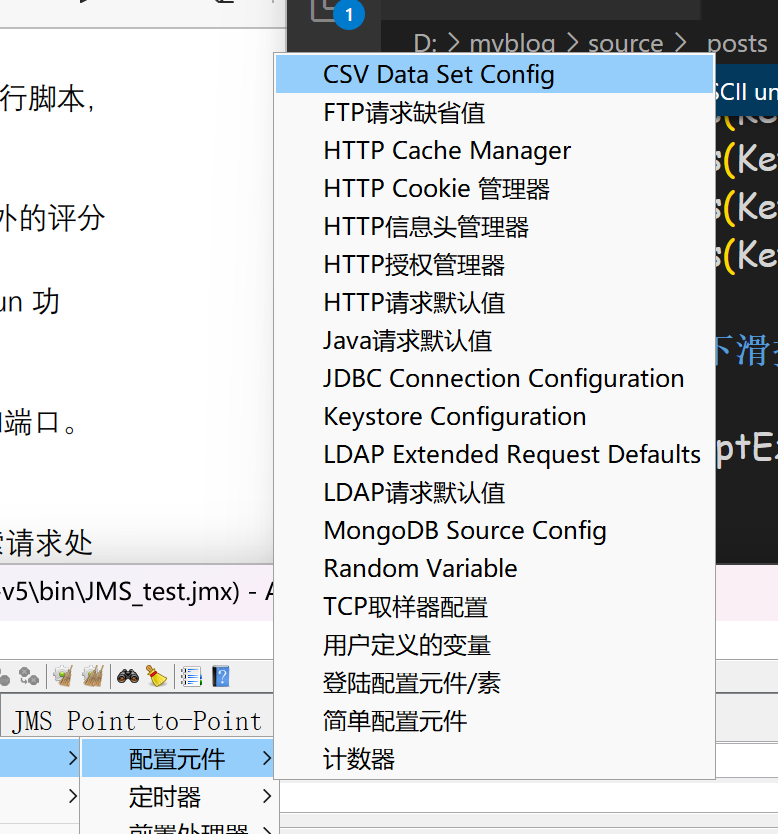 1
D: > myblog > source > _posts
行脚本，
外的评分
un 功
端口。
请求处
CSV Data Set Config
FTP请求缺省值
HTTP Cache Manager
HTTP Cookie 管理器
HTTP信息头管理器
HTTP授权管理器
HTTP请求默认值
Java请求默认值
JDBC Connection Configuration
Keystore Configuration
LDAP Extended Request Defaults
LDAP请求默认值
MongoDB Source Config
Random Variable
TCP取样器配置
用户定义的变量
登陆配置元件/素
简单配置元件
计数器
SCII un
(Ke
s(Ke
s(Ke
s(Ke
下滑
ptE
-v5\bin\JMS_test.jmx) - A
JMS Point-to-Point
配置元件 >
定时器 >
前置处理器 >